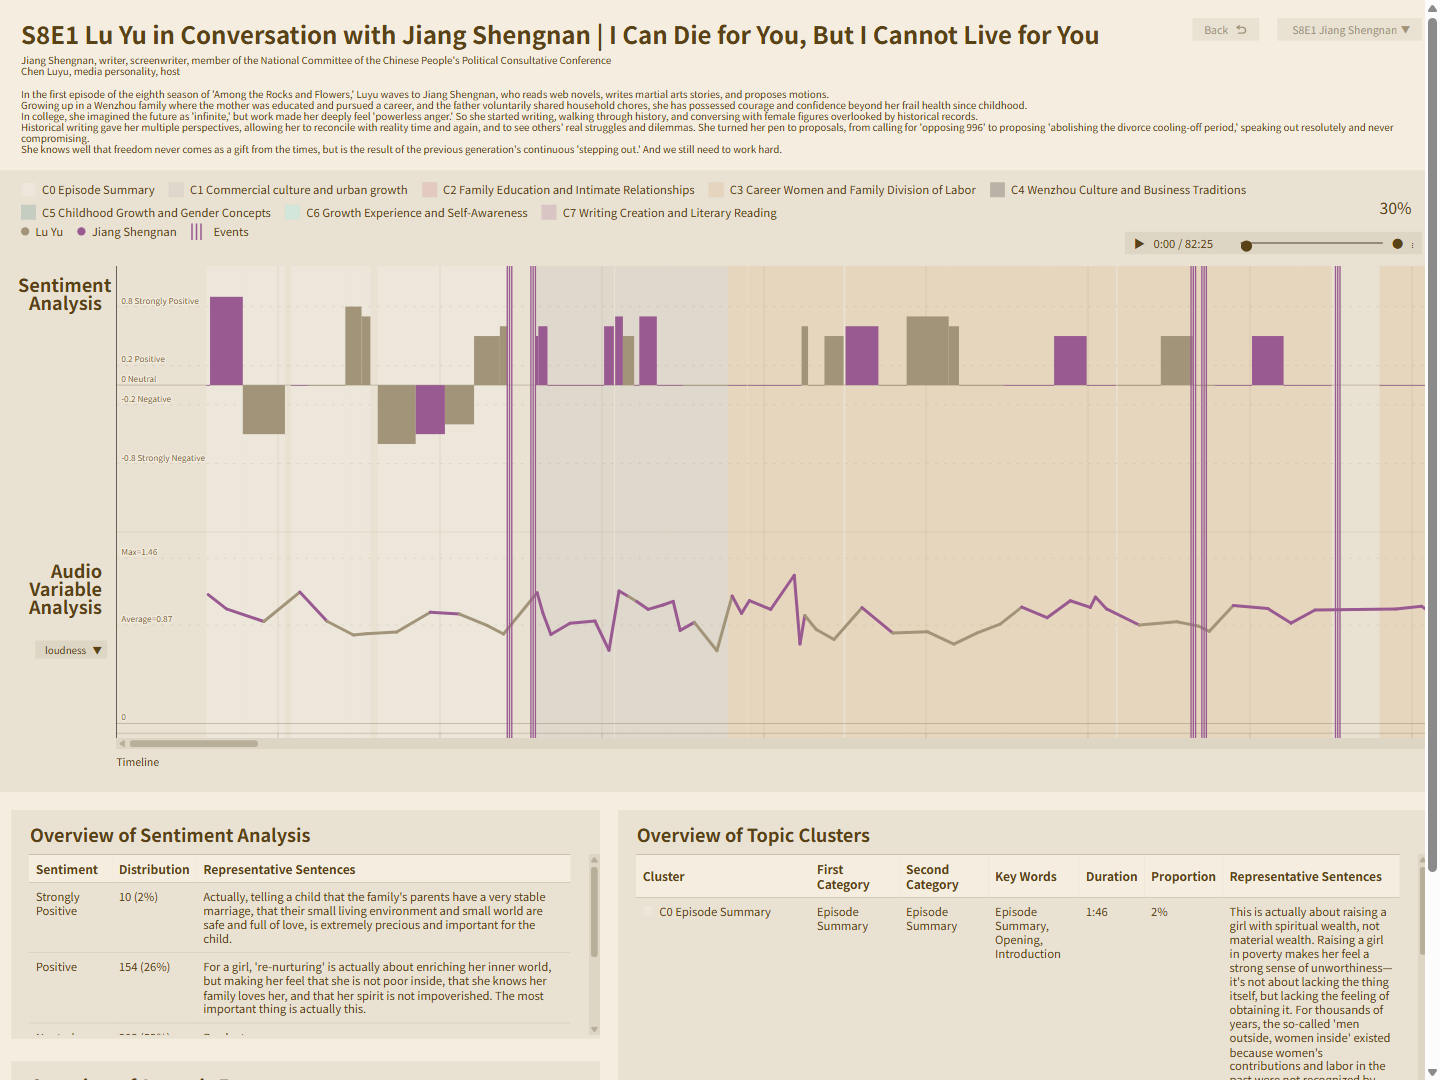 S8E1 Lu Yu in Conversation with Jiang Shengnan | I Can Die for You, But I Cannot Live for You
Back
S8E1 Jiang Shengnan ▼
Jiang Shengnan, writer, screenwriter, member of the National Committee of the Chinese People's Political Consultative Conference
Chen Luyu, media personality, host
In the first episode of the eighth season of 'Among the Rocks and Flowers,' Luyu waves to Jiang Shengnan, who reads web novels, writes martial arts stories, and proposes motions.
Growing up in a Wenzhou family where the mother was educated and pursued a career, and the father voluntarily shared household chores, she has possessed courage and confidence beyond her frail health since childhood.
In college, she imagined the future as 'infinite,' but work made her deeply feel 'powerless anger.' So she started writing, walking through history, and conversing with female figures overlooked by historical records.
Historical writing gave her multiple perspectives, allowing her to reconcile with reality time and again, and to see others' real struggles and dilemmas. She turned her pen to proposals, from calling for 'opposing 996' to proposing 'abolishing the divorce cooling-off period,' speaking out resolutely and never
compromising.
She knows well that freedom never comes as a gift from the times, but is the result of the previous generation's continuous 'stepping out.' And we still need to work hard.
C0 Episode Summary
C1 Commercial culture and urban growth
C2 Family Education and Intimate Relationships
C3 Career Women and Family Division of Labor
C4 Wenzhou Culture and Business Traditions
C5 Childhood Growth and Gender Concepts
C6 Growth Experience and Self-Awareness
C7 Writing Creation and Literary Reading
30%
Lu Yu
Jiang Shengnan
Events
0:00 / 82:25
Sentiment
Analysis
0.8 Strongly Positive
0.2 Positive
0 Neutral
-0.2 Negative
-0.8 Strongly Negative
Max=1.46
Audio
Variable
Analysis
Average=0.87
loudness ▼
0
Timeline
Overview of Sentiment Analysis
Sentiment
Distribution
Representative Sentences
Strongly
Positive
10 (2%)
Actually, telling a child that the family's parents have a very stable
marriage, that their small living environment and small world are
safe and full of love, is extremely precious and important for the
child.
Positive
154 (26%)
For a girl, 're-nurturing' is actually about enriching her inner world,
but making her feel that she is not poor inside, that she knows her
family loves her, and that her spirit is not impoverished. The most
important thing is actually this.
Overview of Topic Clusters
Cluster
First
Category
Second
Category
Key Words
Duration
Proportion
Representative Sentences
C0 Episode Summary
Episode
Summary
Episode
Summary
Episode
Summary,
Opening,
Introduction
1:46
2%
This is actually about raising a
girl with spiritual wealth, not
material wealth. Raising a girl
in poverty makes her feel a
strong sense of unworthiness—
it's not about lacking the thing
itself, but lacking the feeling of
obtaining it. For thousands of
years, the so-called 'men
outside, women inside' existed
because women's
contributions and labor in the
past were not recognized by